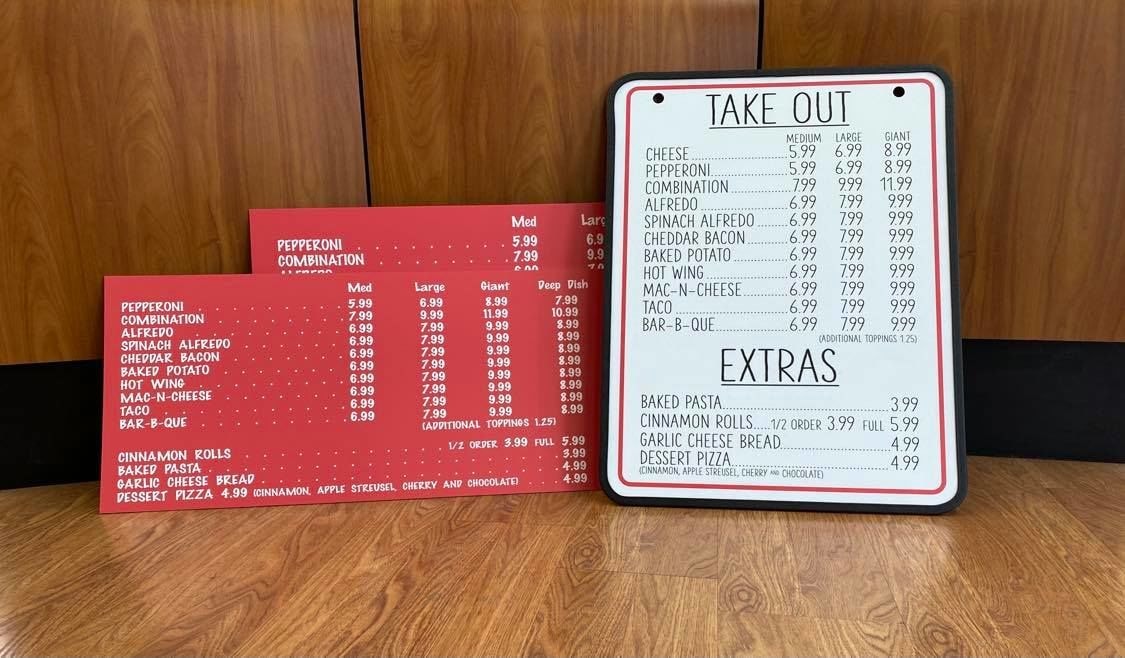 Med Larg
PEPPERONI . . . . . . . . 5.99 6.9
COMBINATION . . . . . . . 7.99 9.9
ALFREDO
Med Large Giant Deep Dish
PEPPERONI . . . . . . . . 5.99 6.99 8.99 7.99
COMBINATION . . . . . . . 7.99 9.99 11.99 10.99
ALFREDO . . . . . . . . 6.99 7.99 9.99 8.99
SPINACH ALFREDO . . . . . . 6.99 7.99 9.99 8.99
CHEDDAR BACON . . . . . . . 6.99 7.99 9.99 8.99
BAKED POTATO . . . . . . . 6.99 7.99 9.99 8.99
HOT WING . . . . . . . . 6.99 7.99 9.99 8.99
MAC-N-CHEESE . . . . . . . 6.99 7.99 9.99 8.99
TACO . . . . . . . . . 6.99 7.99 9.99 8.99
BAR-B-QUE . . . . . . . . 6.99 7.99 9.99 8.99
(ADDITIONAL TOPPINGS 1.25)
CINNAMON ROLLS . . . . . . 1/2 ORDER 3.99 FULL 5.99
BAKED PASTA . . . . . . . . . . . . 3.99
GARLIC CHEESE BREAD . . . . . . . . . . 4.99
DESSERT PIZZA 4.99 (CINNAMON, APPLE STREUSEL, CHERRY AND CHOCOLATE) . . . 4.99
TAKE OUT
MEDIUM LARGE GIANT
CHEESE........................5.99 6.99 8.99
PEPPERONI...................5.99 6.99 8.99
COMBINATION..............7.99 9.99 11.99
ALFREDO......................6.99 7.99 9.99
SPINACH ALFREDO........6.99 7.99 9.99
CHEDDAR BACON..........6.99 7.99 9.99
BAKED POTATO.............6.99 7.99 9.99
HOT WING.....................6.99 7.99 9.99
MAC-N-CHEESE............6.99 7.99 9.99
TACO............................6.99 7.99 9.99
BAR-B-QUE..................6.99 7.99 9.99
(ADDITIONAL TOPPINGS 1.25)
EXTRAS
BAKED PASTA..........................................3.99
CINNAMON ROLLS.....1/2 ORDER 3.99 FULL 5.99
GARLIC CHEESE BREAD...........................4.99
DESSERT PIZZA........................................4.99
(CINNAMON, APPLE STREUSEL, CHERRY AND CHOCOLATE)